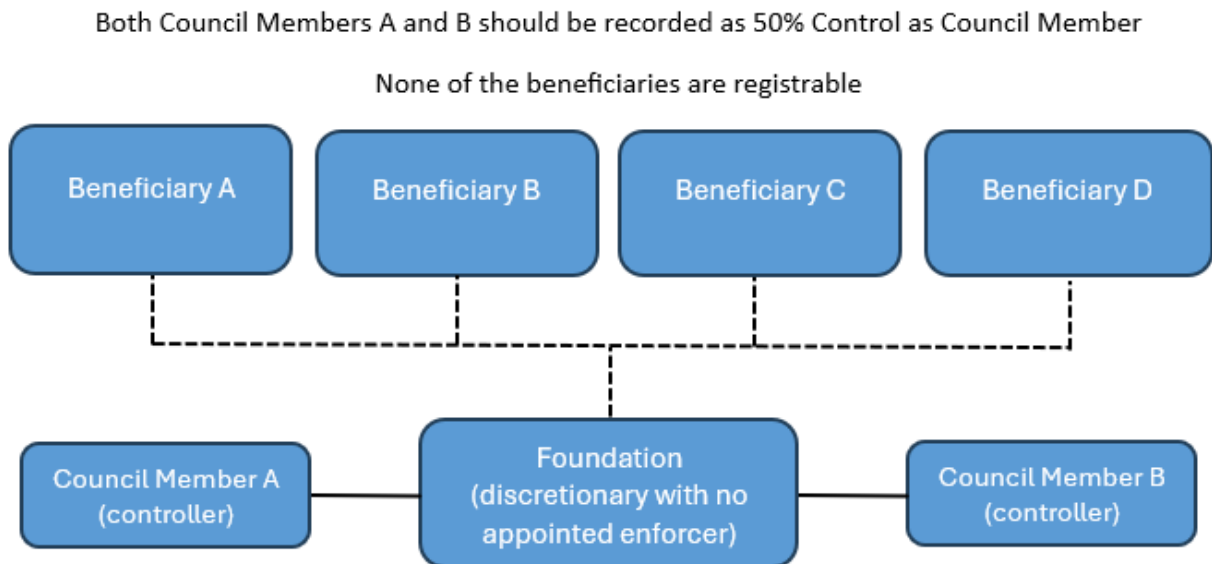 Both Council Members A and B should be recorded as 50% Control as Council Member
None of the beneficiaries are registrable
Beneficiary A
Beneficiary B
Beneficiary C
Beneficiary D
Council Member A
(controller)
Foundation
(discretionary with no
appointed enforcer)
Council Member B
(controller)